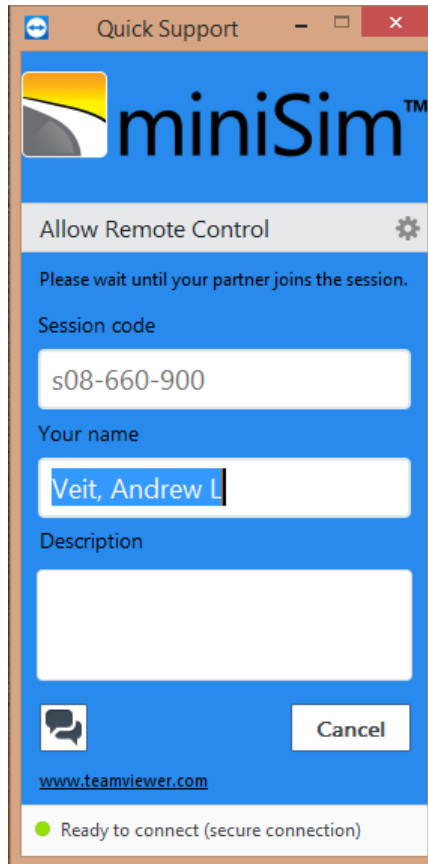 Quick Support
miniSim™
Allow Remote Control
Please wait until your partner joins the session.
Session code
s08-660-900
Your name
Veit, Andrew L
Description
Cancel
www.teamviewer.com
Ready to connect (secure connection)